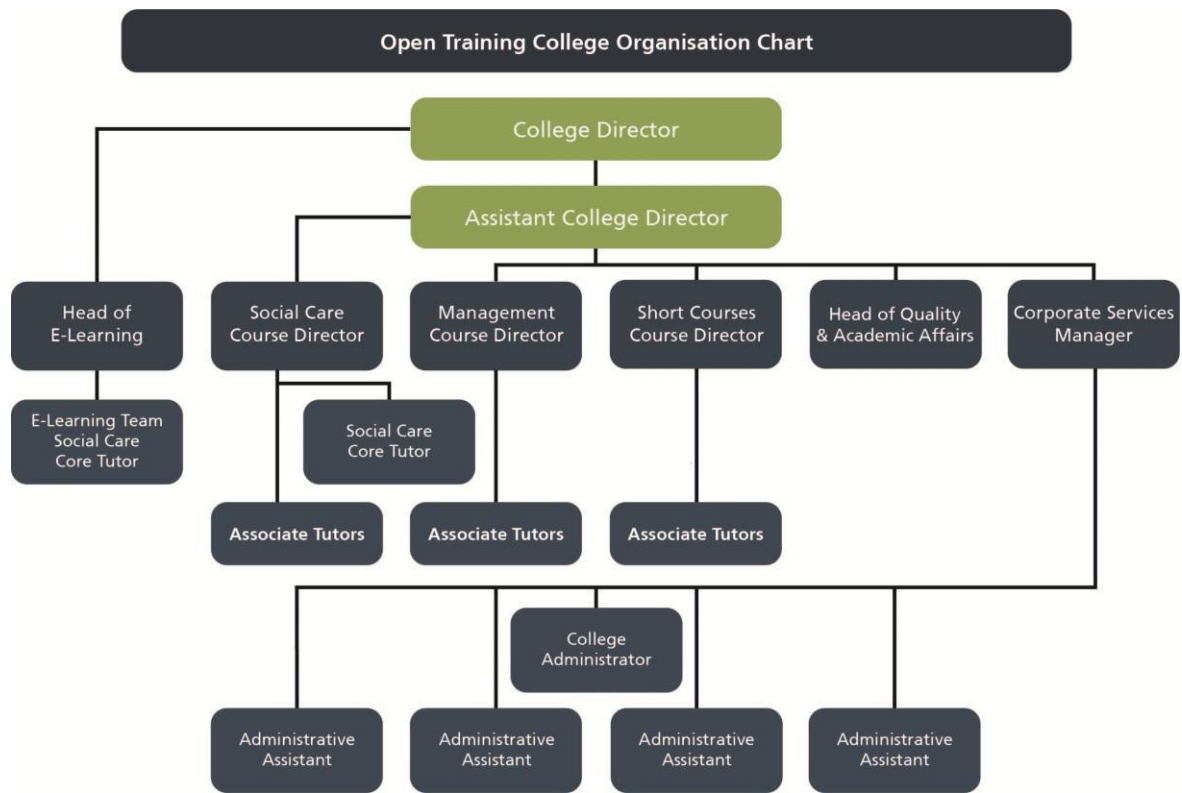 Open Training College Organisation Chart
College Director
Assistant College Director
Head of
E-Learning
Social Care
Course Director
Management
Course Director
Short Courses
Course Director
Head of Quality
& Academic Affairs
Corporate Services
Manager
E-Learning Team
Social Care
Core Tutor
Social Care
Core Tutor
Associate Tutors
Associate Tutors
Associate Tutors
College
Administrator
Administrative
Assistant
Administrative
Assistant
Administrative
Assistant
Administrative
Assistant